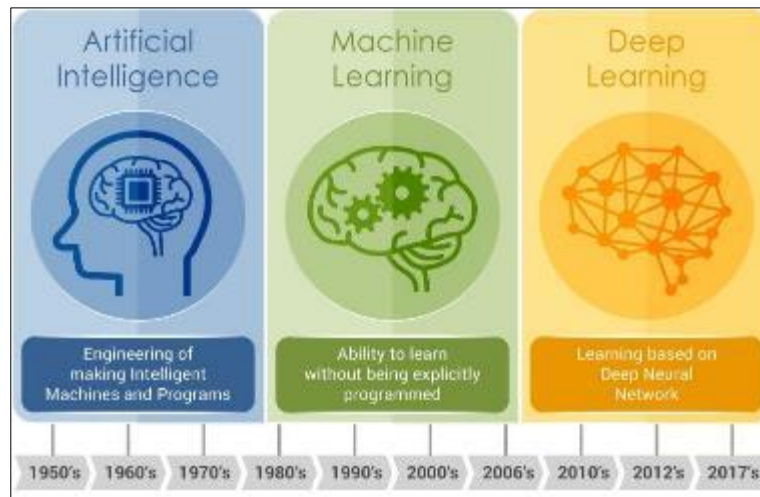 Artificial
Intelligence
Engineering of
making Intelligent
Machines and Programs
Machine
Learning
Ability to learn
without being explicitly
programmed
Deep
Learning
Learning based on
Deep Neural
Network
1950's 1960's 1970's 1980's 1990's 2000's 2006's 2010's 2012's 2017's